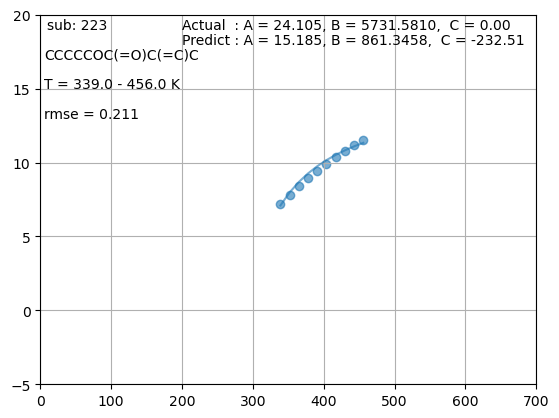 sub: 223
Actual : A = 24.105, B = 5731.5810, C = 0.00
Predict : A = 15.185, B = 861.3458, C = -232.51
CCCCCOC(=O)C(=C)C
T = 339.0 - 456.0 K
rmse = 0.211
20
15
10
5
0
−5
0 100 200 300 400 500 600 700